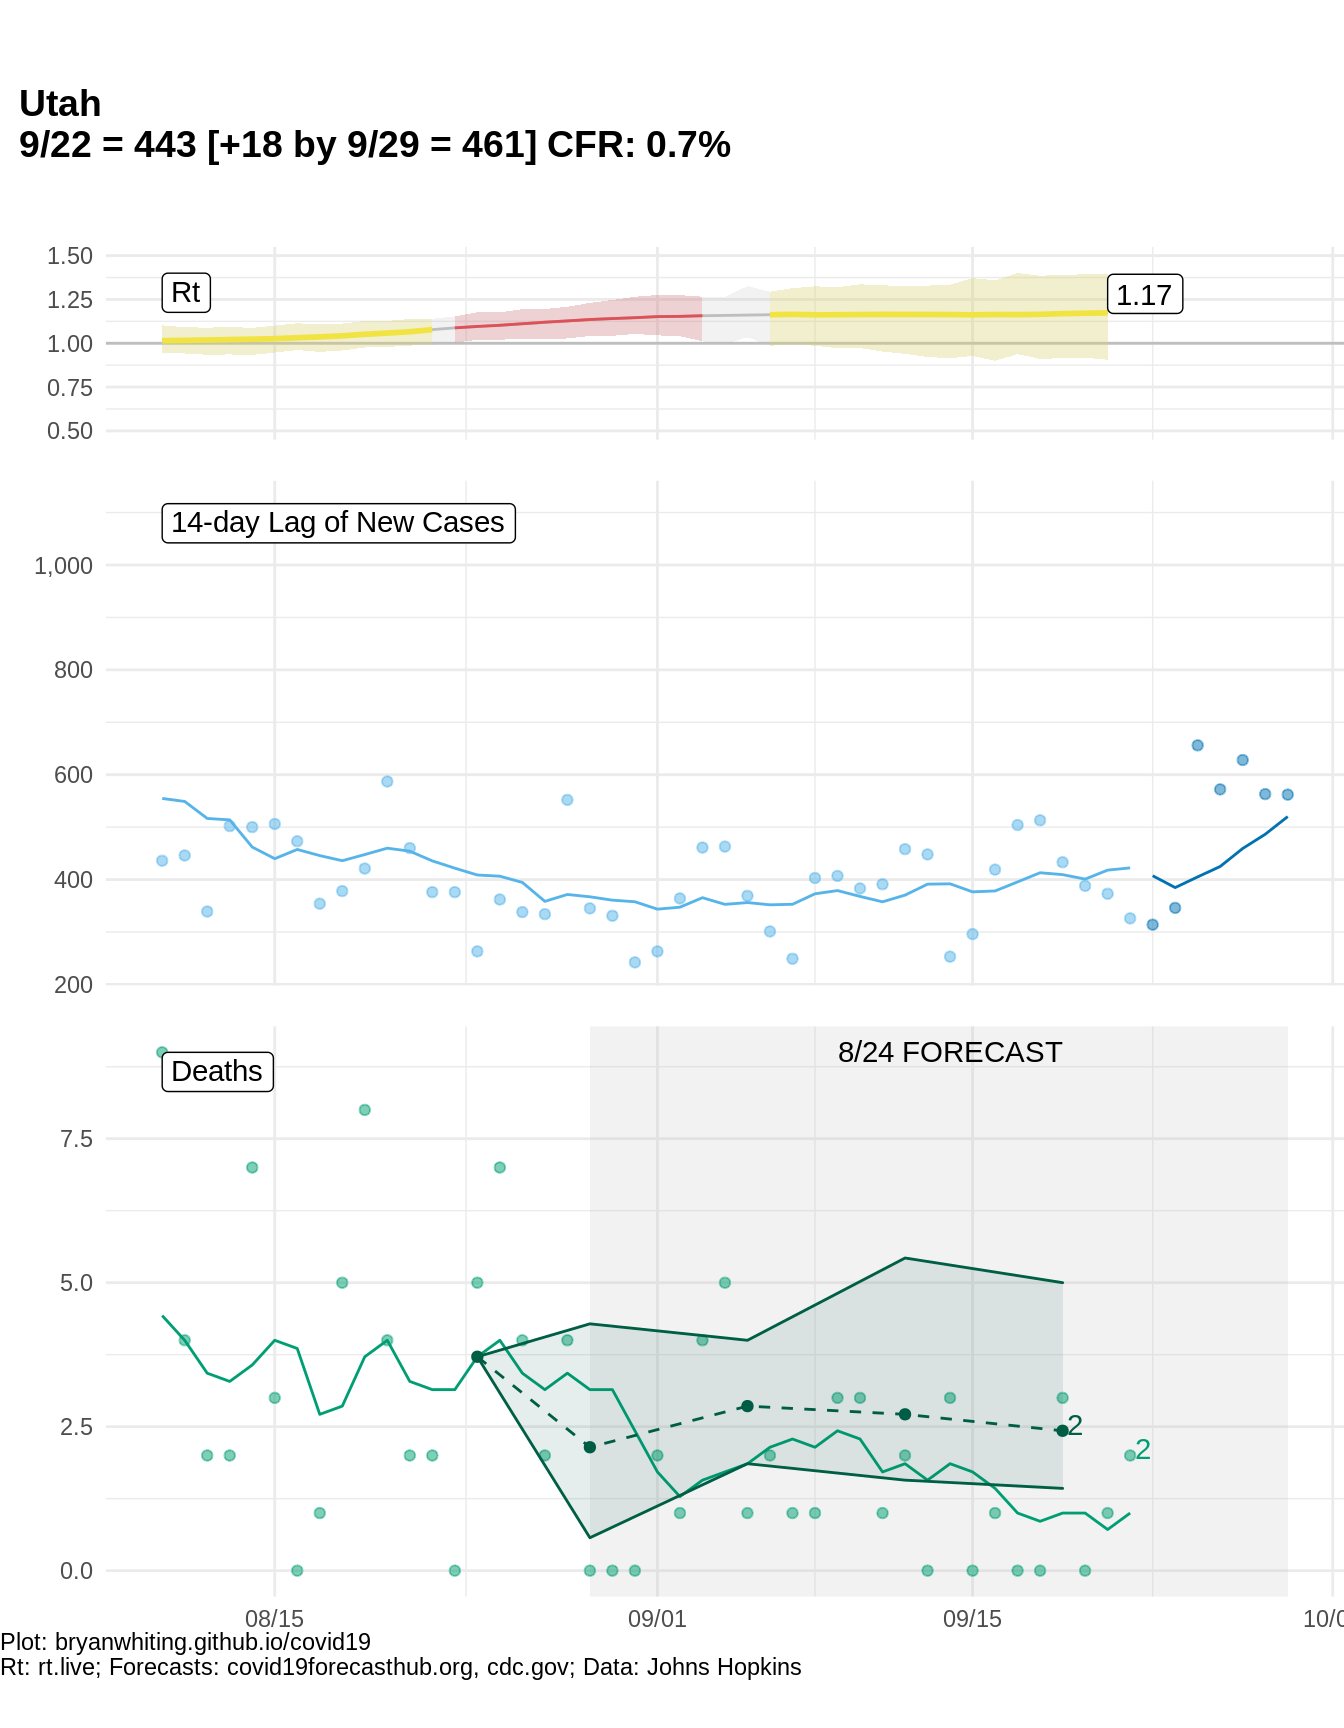 Utah
9/22 = 443 [+18 by 9/29 = 461] CFR: 0.7%
1.50
1.25
1.00
0.75
0.50
Rt
1.17
14-day Lag of New Cases
1,000
800
600
400
200
8/24 FORECAST
Deaths
7.5
5.0
2.5
0.0
2
2
08/15
09/01
09/15
10/0
Plot: bryanwhiting.github.io/covid19
Rt: rt.live; Forecasts: covid19forecasthub.org, cdc.gov; Data: Johns Hopkins